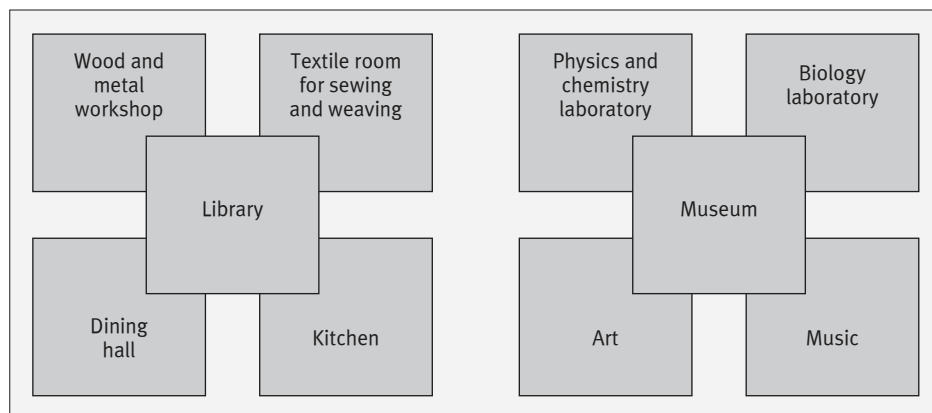 Wood and
metal
workshop
Textile room
for sewing
and weaving
Library
Dining
hall
Kitchen
Physics and
chemistry
laboratory
Biology
laboratory
Museum
Art
Music